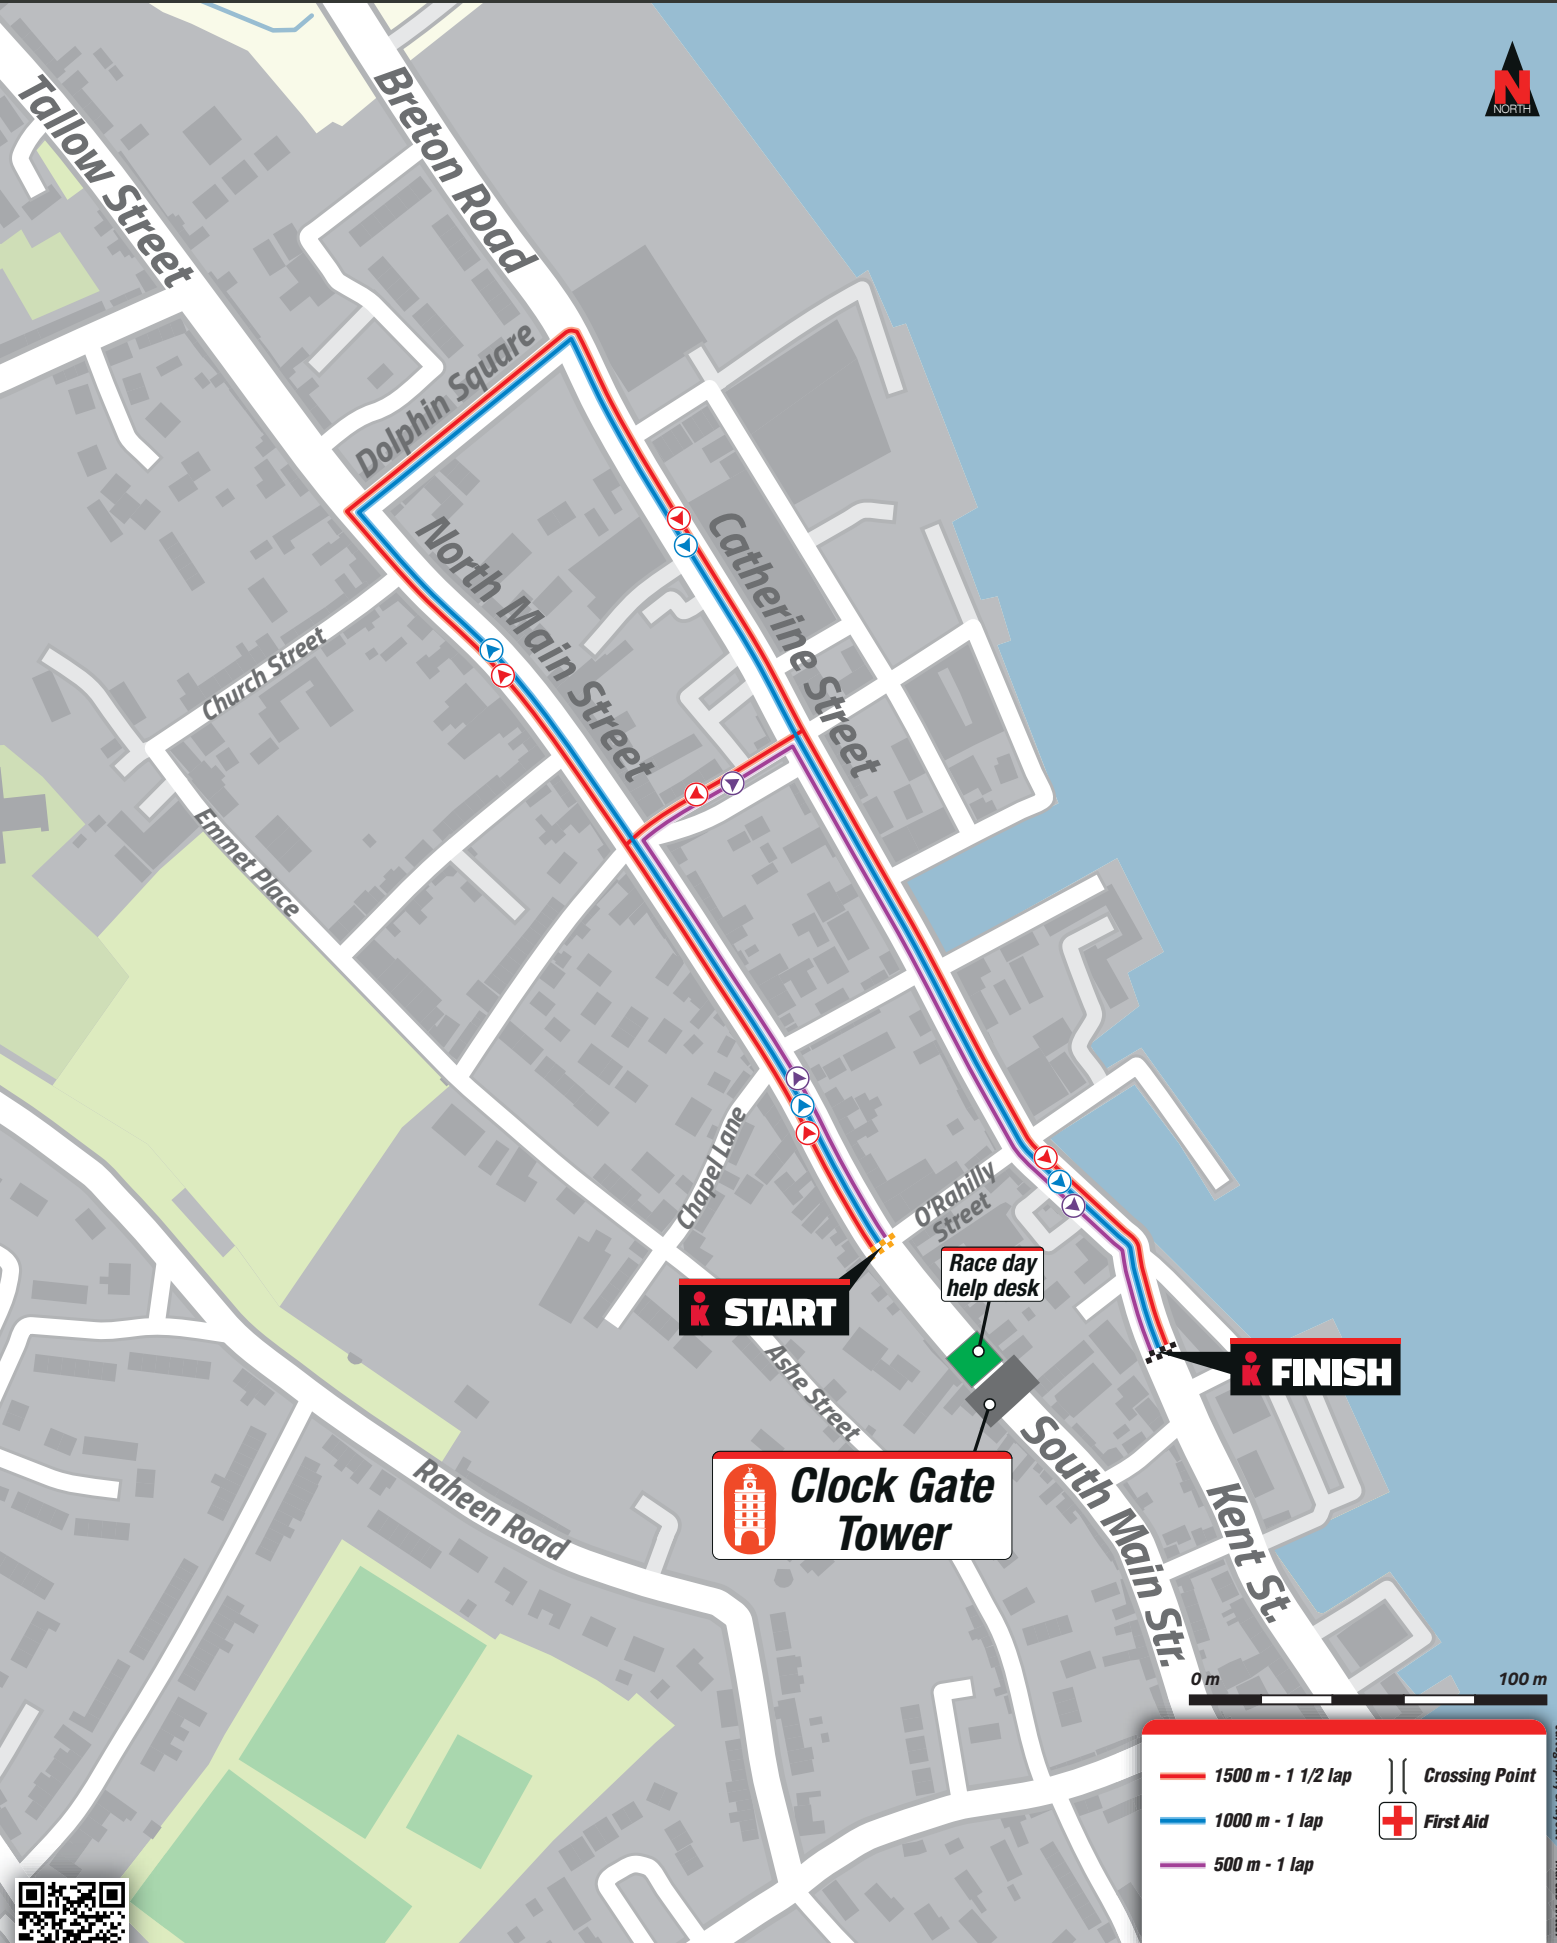 N
NORTH
Tallow Street
Breton Road
Dolphin Square
North Main Street
Catherine Street
Church Street
Emmet Place
Chapel Lane
O'Rahilly
Street
Race day
help desk
START
FINISH
Ashe Street
Clock Gate
Tower
South Main Str.
Kent St.
Raheen Road
0 m
100 m
1500 m - 1 1/2 lap
Crossing Point
1000 m - 1 lap
First Aid
500 m - 1 lap